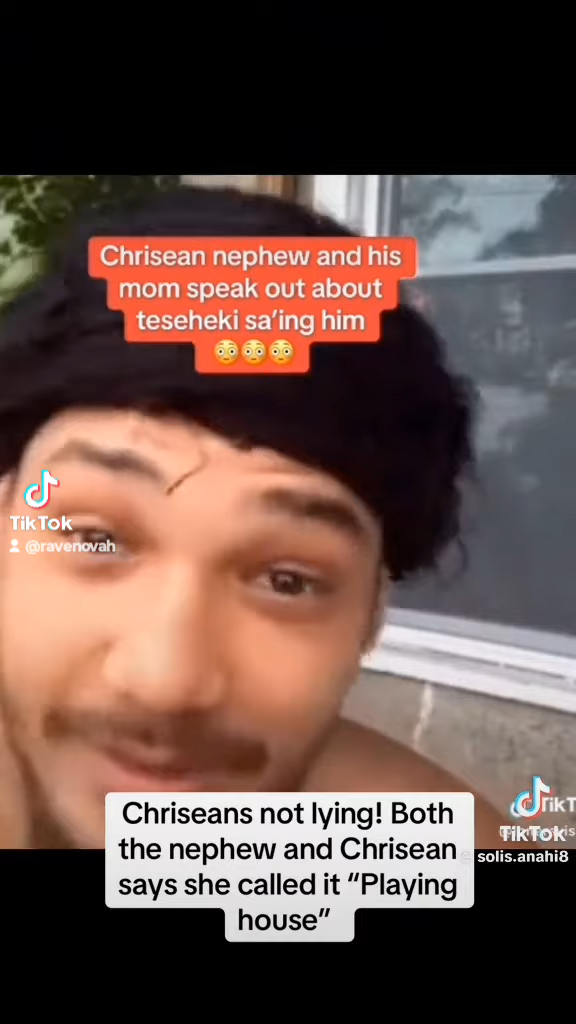 Chrisean nephew and his
mom speak out about
teseheki sa’ing him
😳😳😳
TikTok
@ravenovah
TikTok
solis.anahi8
Chriseans not lying! Both
the nephew and Chrisean
says she called it “Playing
house”